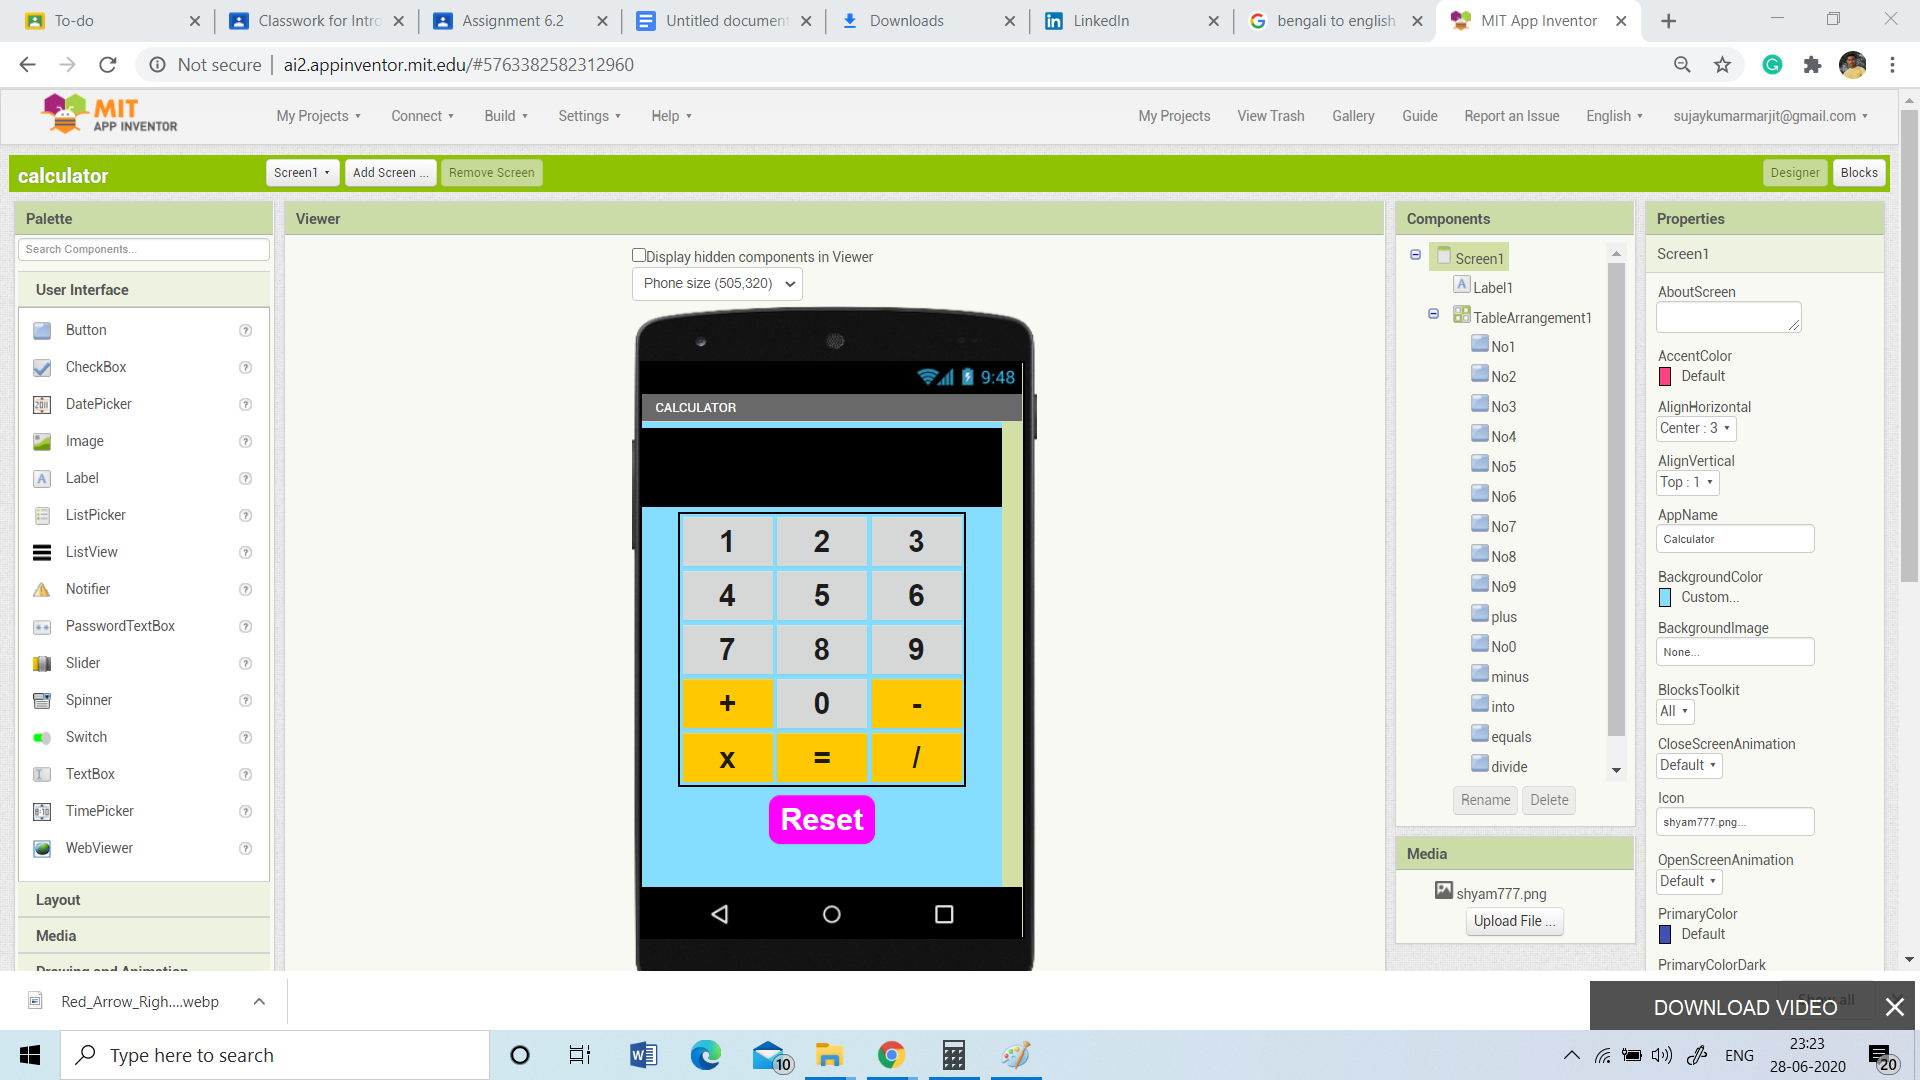 To-do
Classwork for Intro
Assignment 6.2
Untitled document
Downloads
LinkedIn
bengali to english
MIT App Inventor
Not secure | ai2.appinventor.mit.edu/#5763382582312960
MIT
APP INVENTOR
My Projects
Connect
Build
Settings
Help
My Projects
View Trash
Gallery
Guide
Report an Issue
English
sujaykumarmarjit@gmail.com
calculator
Screen1
Add Screen ...
Remove Screen
Designer
Blocks
Palette
Search Components...
User Interface
Button
CheckBox
DatePicker
Image
Label
ListPicker
ListView
Notifier
PasswordTextBox
Slider
Spinner
Switch
TextBox
TimePicker
WebViewer
Layout
Media
Drawing and Animation
Viewer
Display hidden components in Viewer
Phone size (505,320)
9:48
CALCULATOR
1 2 3
4 5 6
7 8 9
+ 0 -
x = /
Reset
Components
Screen1
Label1
TableArrangement1
No1
No2
No3
No4
No5
No6
No7
No8
No9
plus
No0
minus
into
equals
divide
Rename
Delete
Media
shyam777.png
Upload File ...
Properties
Screen1
AboutScreen
AccentColor
Default
AlignHorizontal
Center : 3
AlignVertical
Top : 1
AppName
Calculator
BackgroundColor
Custom...
BackgroundImage
None...
BlocksToolkit
All
CloseScreenAnimation
Default
Icon
shyam777.png...
OpenScreenAnimation
Default
PrimaryColor
Default
PrimaryColorDark
Red_Arrow_Righ....webp
DOWNLOAD VIDEO
Type here to search
10
ENG
23:23
28-06-2020
20